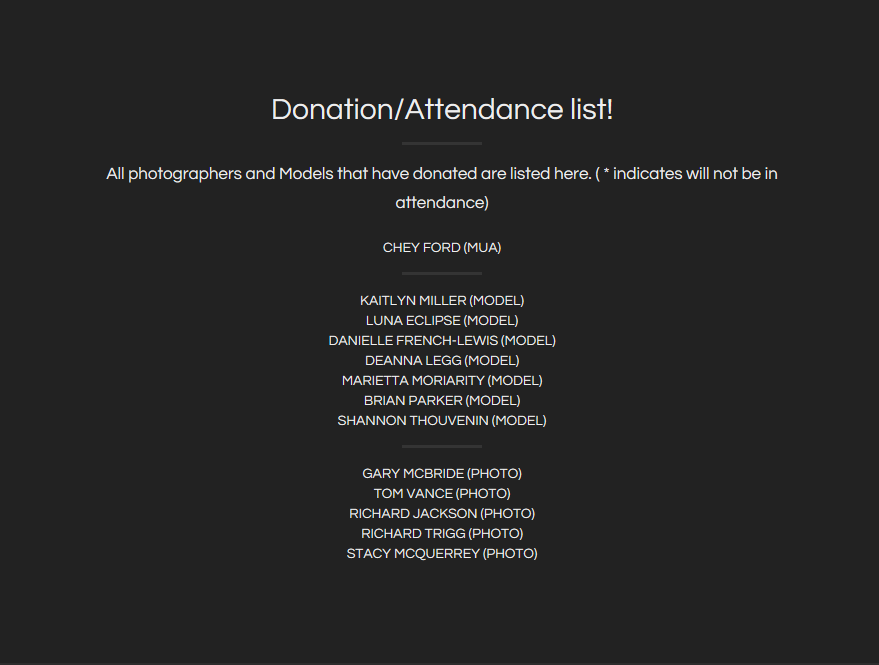 Donation/Attendance list!
All photographers and Models that have donated are listed here. ( * indicates will not be in
attendance)
CHEY FORD (MUA)
KAITLYN MILLER (MODEL)
LUNA ECLIPSE (MODEL)
DANIELLE FRENCH-LEWIS (MODEL)
DEANNA LEGG (MODEL)
MARIETTA MORIARITY (MODEL)
BRIAN PARKER (MODEL)
SHANNON THOUVENIN (MODEL)
GARY MCBRIDE (PHOTO)
TOM VANCE (PHOTO)
RICHARD JACKSON (PHOTO)
RICHARD TRIGG (PHOTO)
STACY MCQUERREY (PHOTO)